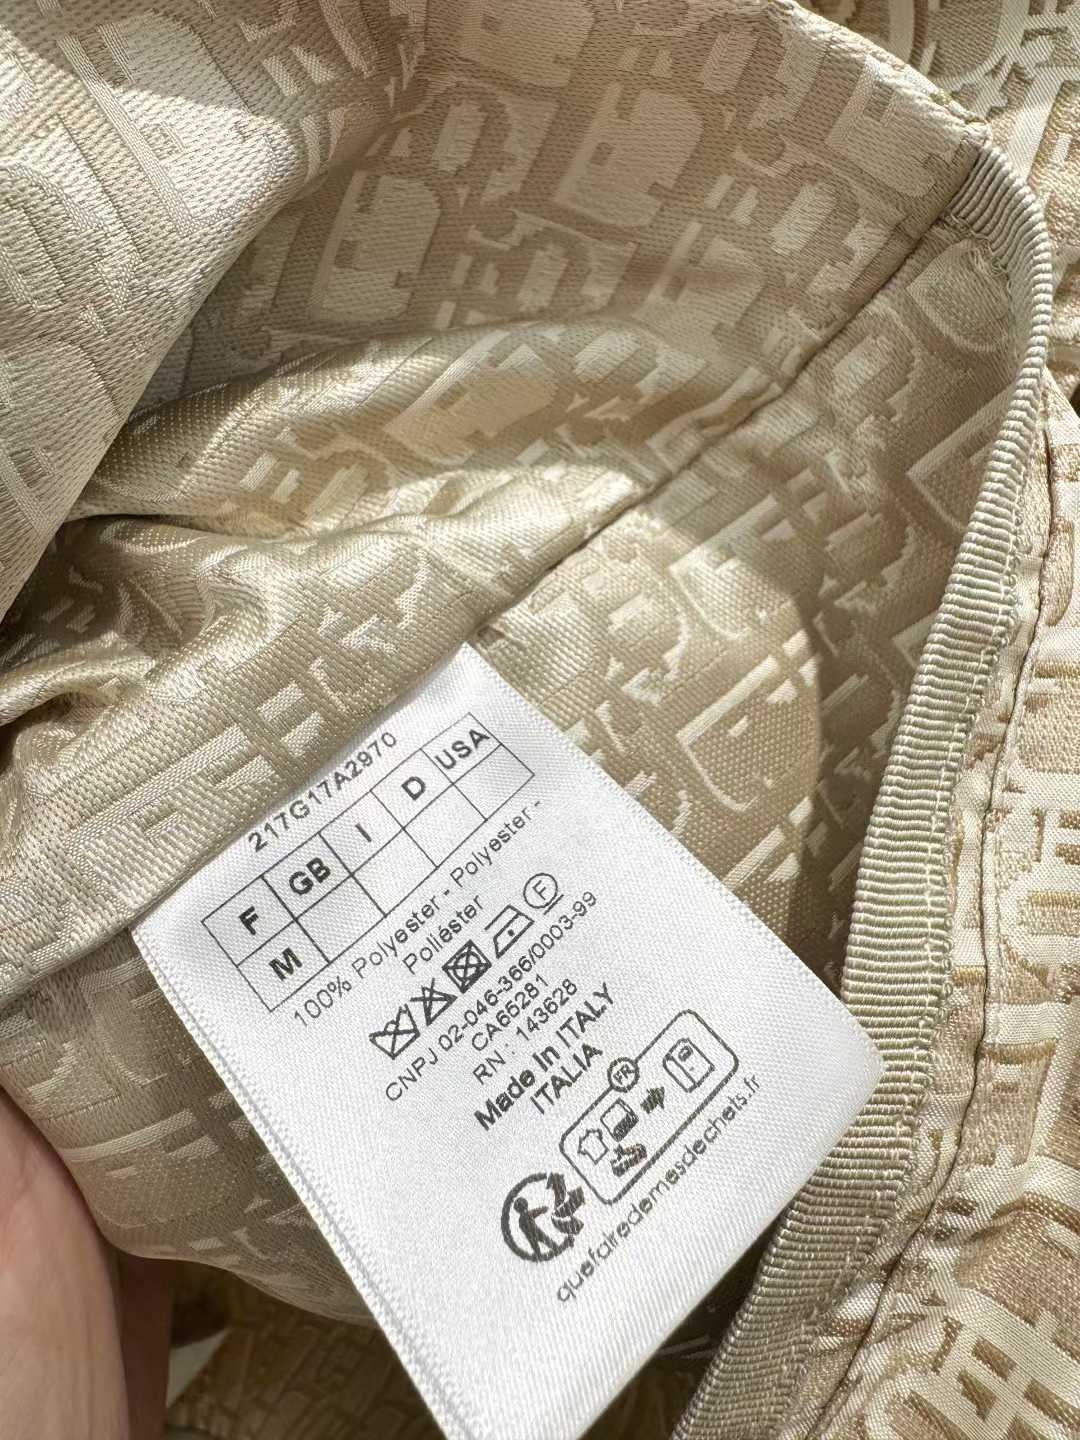 217G17A2970
F GB I D USA
M
100% Polyester - Polyester -
Poliéster
F
CNPJ 02-046-366/0003-99
CA65281
RN : 143628
Made in ITALY
ITALIA
FR
quefairedemesdechets.fr